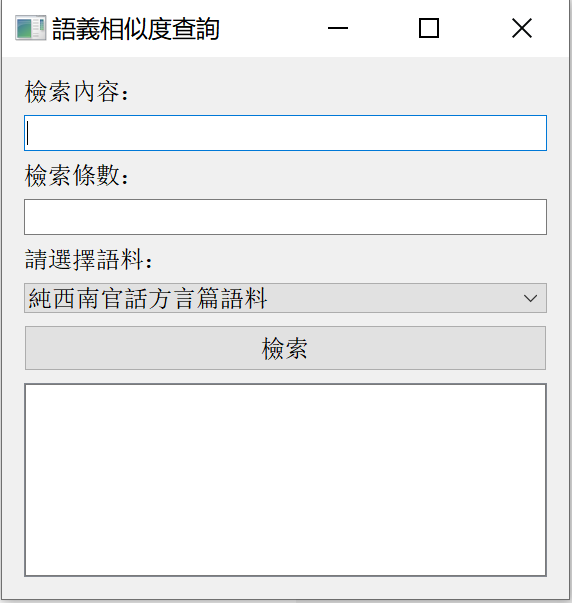 語義相似度查詢
檢索內容：
檢索條數：
請選擇語料：
純西南官話方言篇語料
檢索